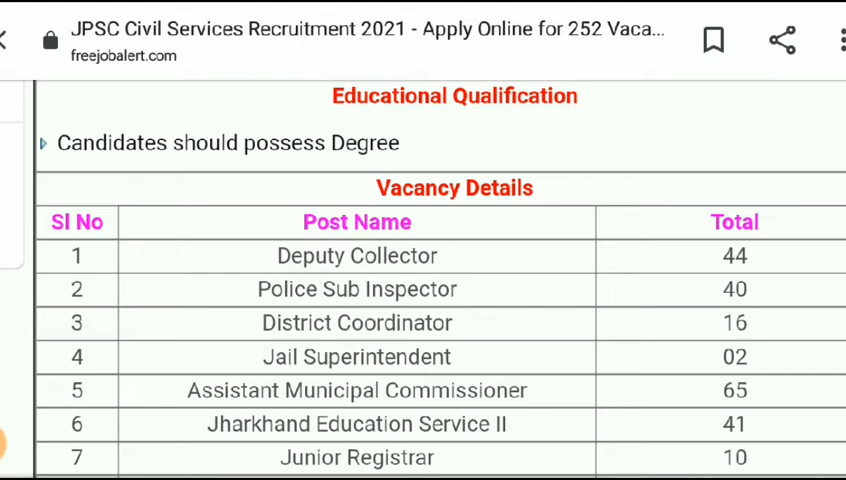 JPSC Civil Services Recruitment 2021 - Apply Online for 252 Vaca...
freejobalert.com
Educational Qualification
Candidates should possess Degree
Vacancy Details
Sl No Post Name Total
1 Deputy Collector 44
2 Police Sub Inspector 40
3 District Coordinator 16
4 Jail Superintendent 02
5 Assistant Municipal Commissioner 65
6 Jharkhand Education Service II 41
7 Junior Registrar 10